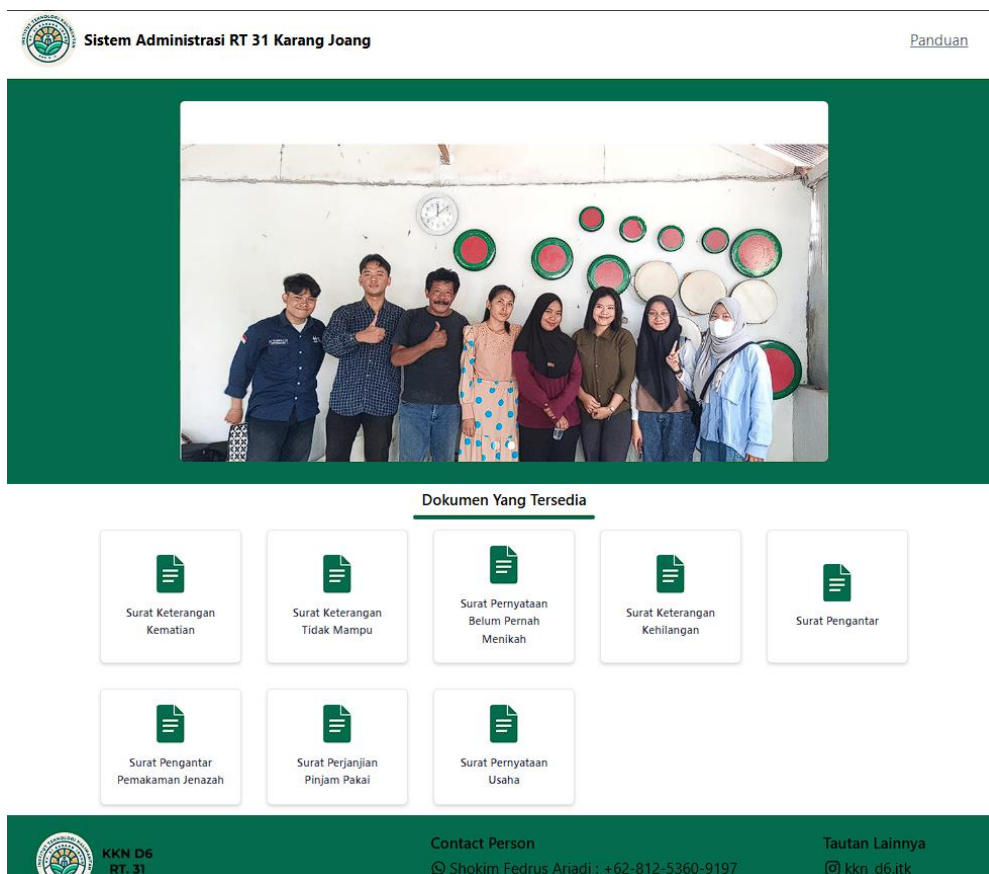 Sistem Administrasi RT 31 Karang Joang
Panduan
Dokumen Yang Tersedia
Surat Keterangan
Kematian
Surat Keterangan
Tidak Mampu
Surat Pernyataan
Belum Pernah
Menikah
Surat Keterangan
Kehilangan
Surat Pengantar
Surat Pengantar
Pemakaman Jenazah
Surat Perjanjian
Pinjam Pakai
Surat Pernyataan
Usaha
KKN D6
RT. 31
Contact Person
Shokim Fedrus Ariadi : +62-812-5360-9197
Tautan Lainnya
kkn_d6.itk